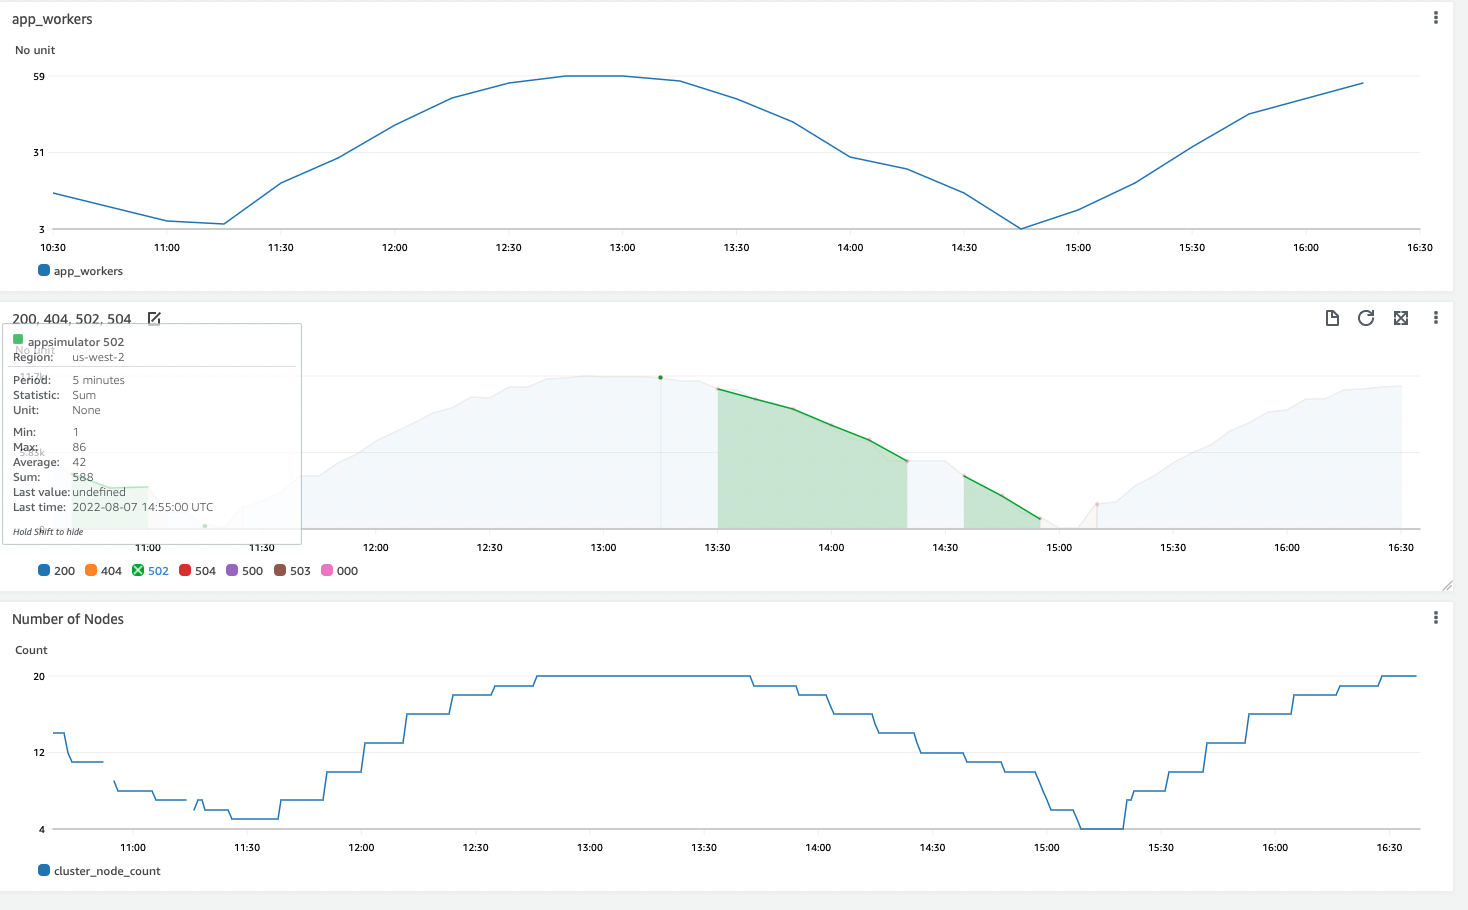 app_workers
No unit
59
31
3
10:30 11:00 11:30 12:00 12:30 13:00 13:30 14:00 14:30 15:00 15:30 16:00 16:30
app_workers
200, 404, 502, 504
appsimulator 502
No unit
Region: us-west-2
Period: 5 minutes
Statistic: Sum
Unit: None
Min: 1
Max: 86
5.83k
Average: 42
Sum: 588
Last value: undefined
Last time: 2022-08-07 14:55:00 UTC
Hold Shift to hide
11:00 11:30 12:00 12:30 13:00 13:30 14:00 14:30 15:00 15:30 16:00 16:30
200 404 502 504 500 503 000
Number of Nodes
Count
20
12
4
11:00 11:30 12:00 12:30 13:00 13:30 14:00 14:30 15:00 15:30 16:00 16:30
cluster_node_count